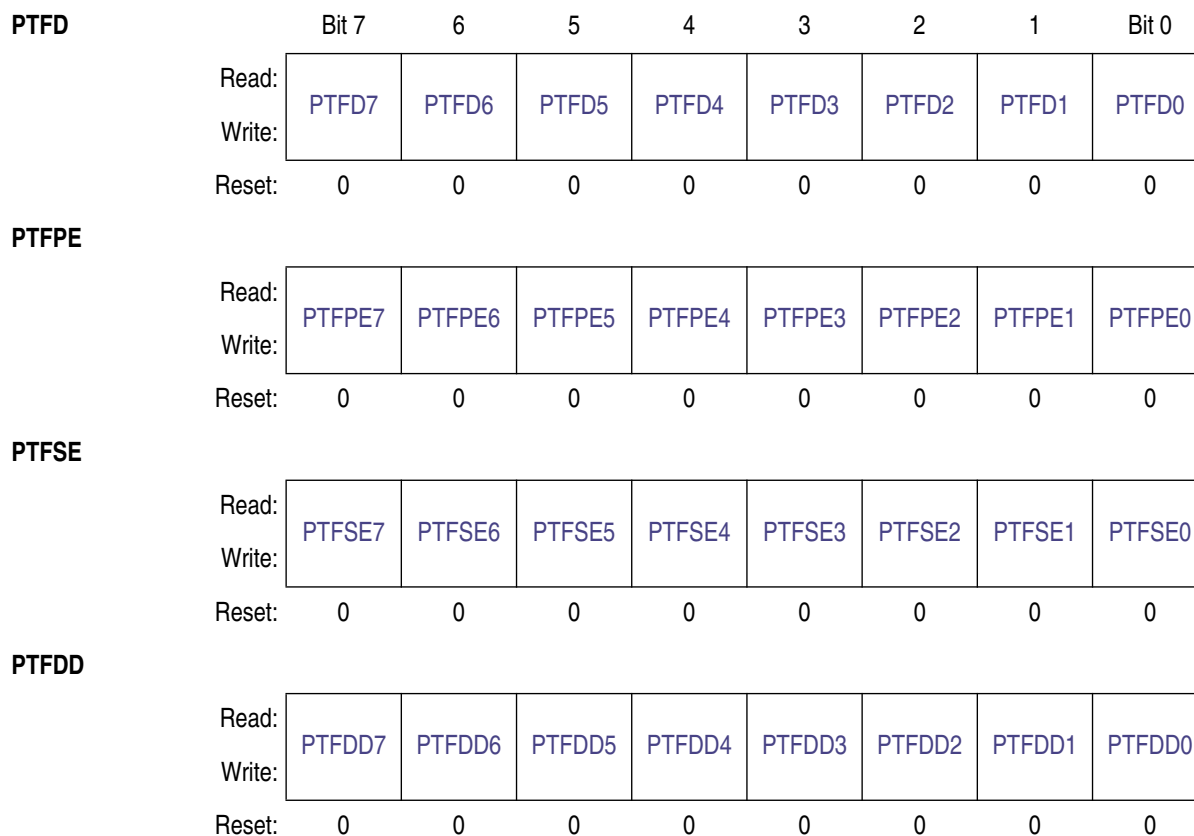 PTFD Bit 7 6 5 4 3 2 1 Bit 0
Read:
PTFD7 PTFD6 PTFD5 PTFD4 PTFD3 PTFD2 PTFD1 PTFD0
Write:
Reset: 0 0 0 0 0 0 0 0
PTFPE
Read:
PTFPE7 PTFPE6 PTFPE5 PTFPE4 PTFPE3 PTFPE2 PTFPE1 PTFPE0
Write:
Reset: 0 0 0 0 0 0 0 0
PTFSE
Read:
PTFSE7 PTFSE6 PTFSE5 PTFSE4 PTFSE3 PTFSE2 PTFSE1 PTFSE0
Write:
Reset: 0 0 0 0 0 0 0 0
PTFDD
Read:
PTFDD7 PTFDD6 PTFDD5 PTFDD4 PTFDD3 PTFDD2 PTFDD1 PTFDD0
Write:
Reset: 0 0 0 0 0 0 0 0